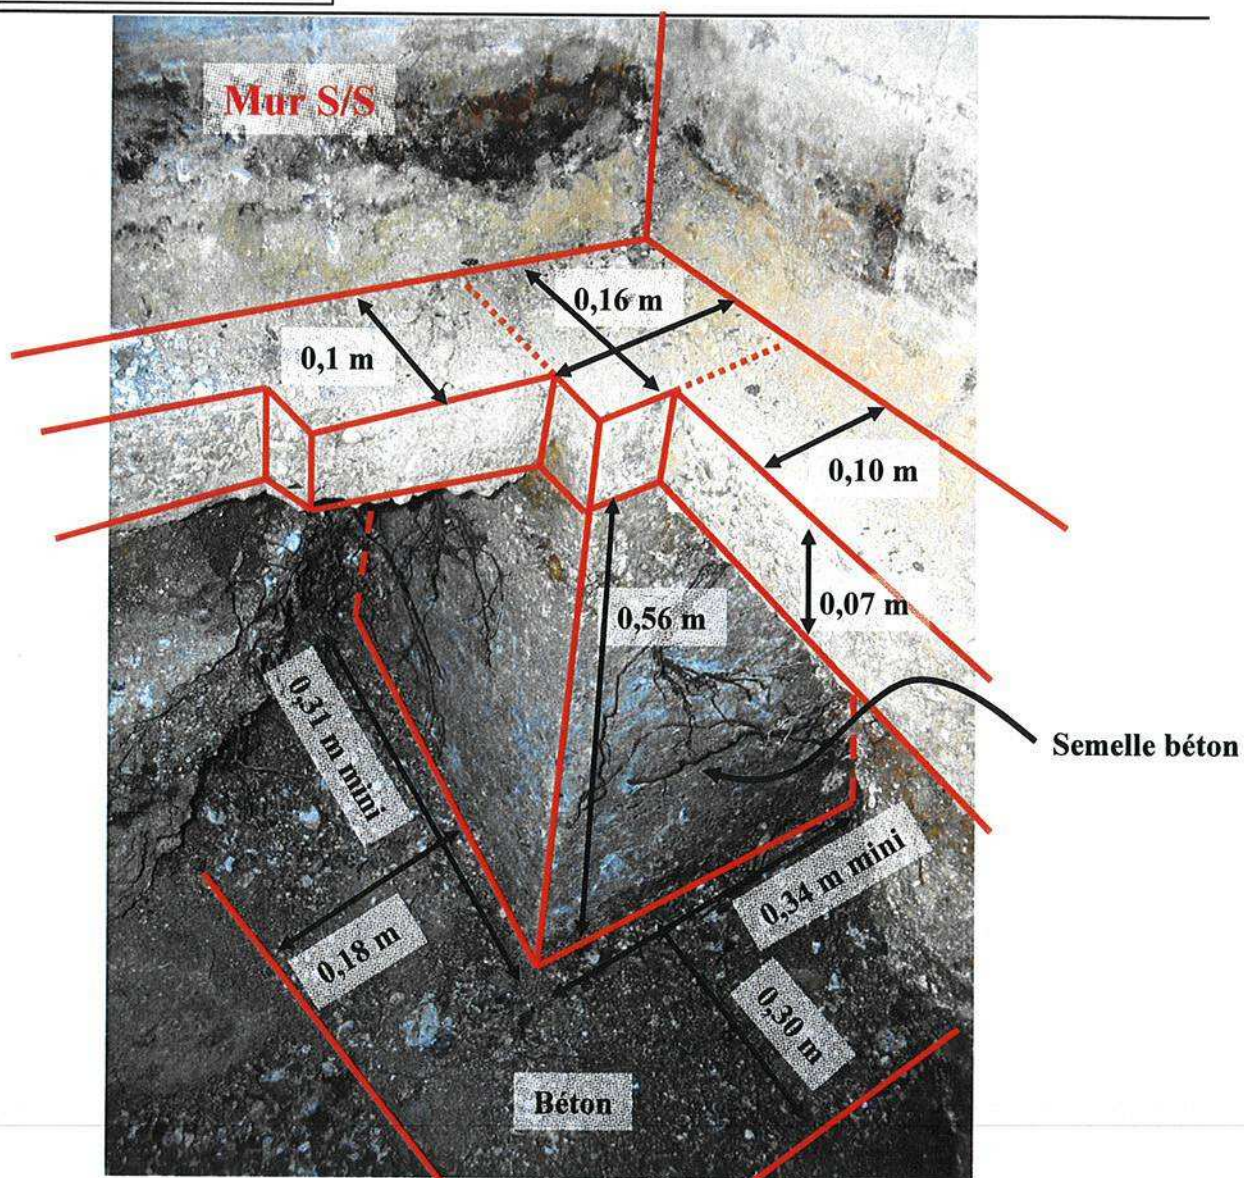 Mur S/S
0,16 m
0,1 m
0,10 m
0,07 m
0,56 m
0,31 m mini
Semelle béton
0,34 m mini
0,18 m
0,30 m
Béton